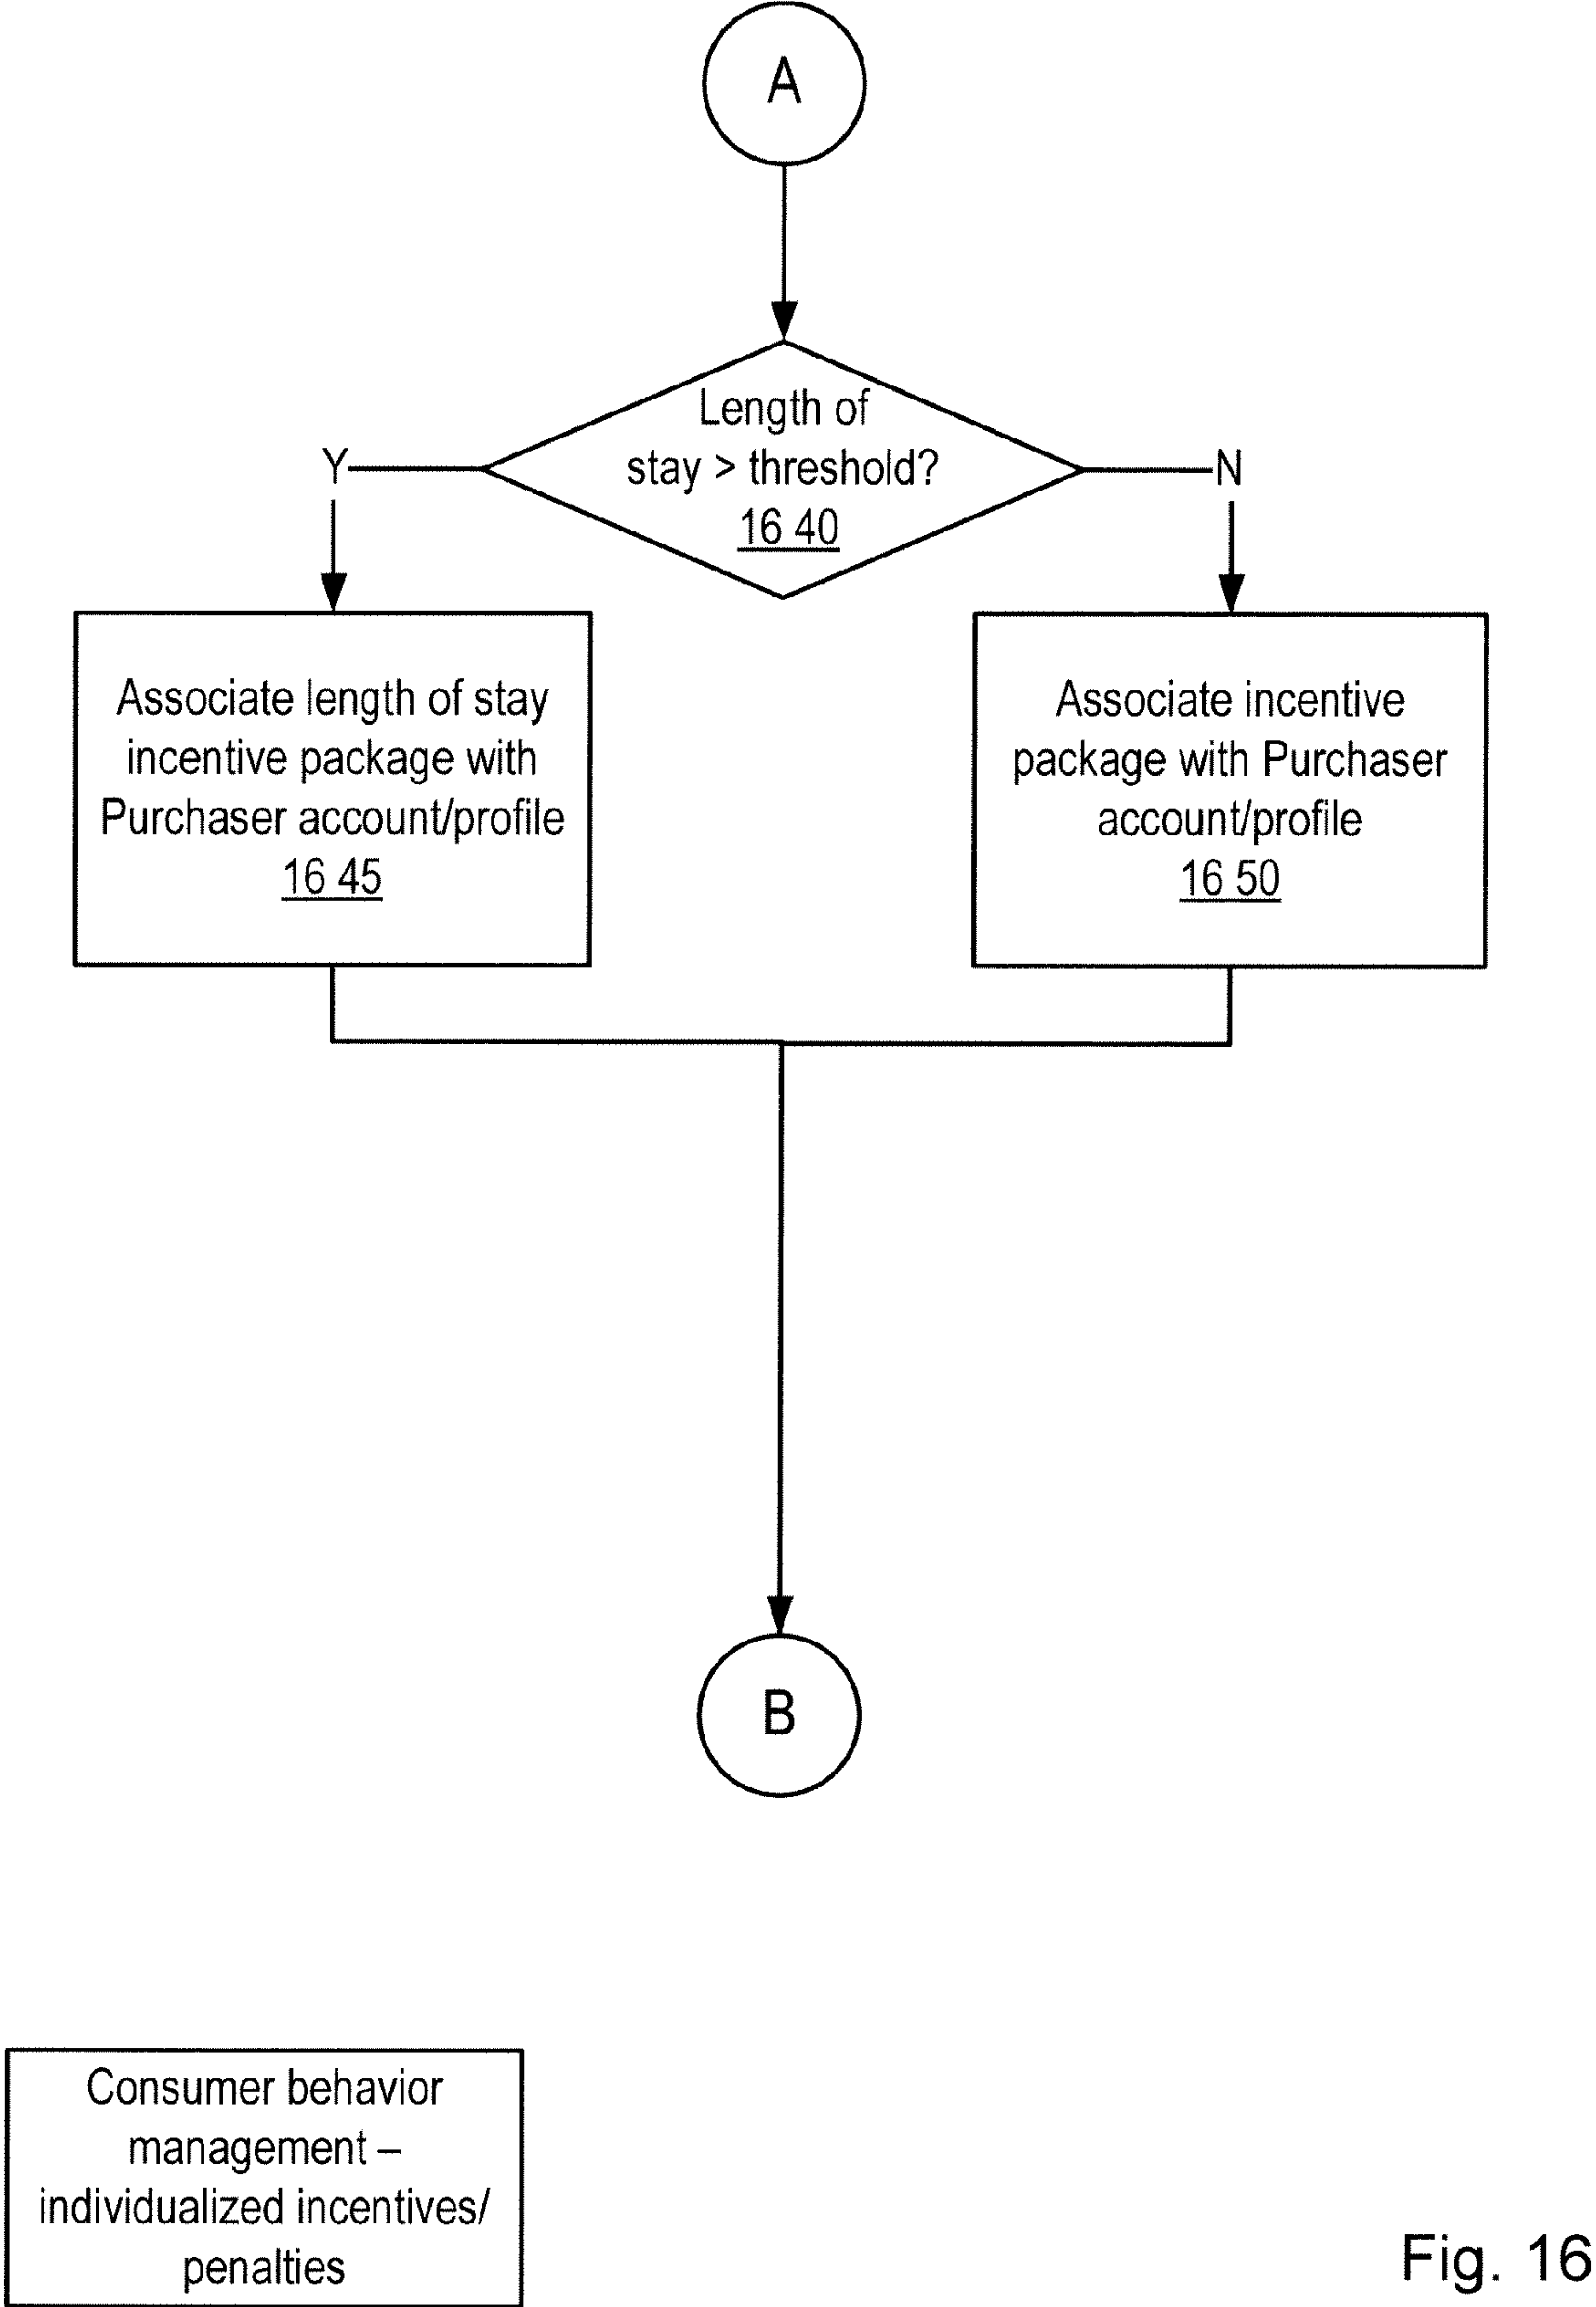 A
Length of
stay > threshold?
16 40
Y
N
Associate length of stay
incentive package with
Purchaser account/profile
16 45
Associate incentive
package with Purchaser
account/profile
16 50
B
Consumer behavior
management –
individualized incentives/
penalties
Fig. 16